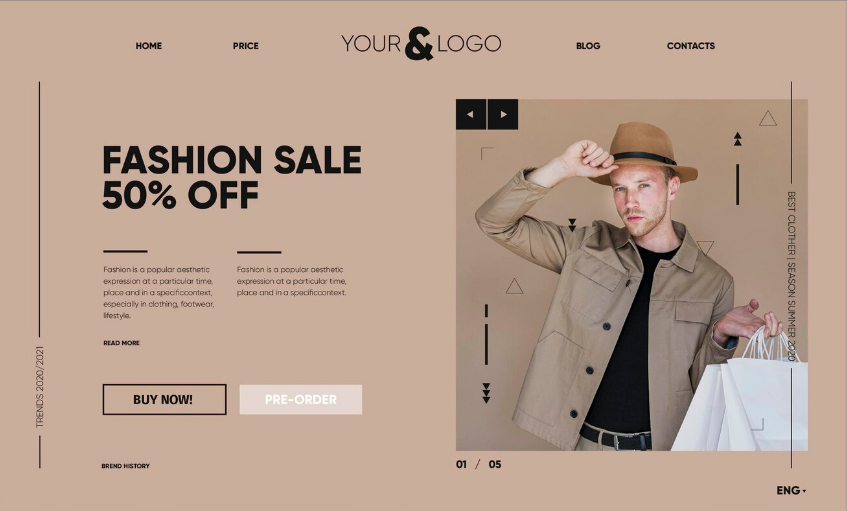 HOME
PRICE
YOUR & LOGO
BLOG
CONTACTS
FASHION SALE
50% OFF
Fashion is a popular aesthetic
expression at a particular time,
place and in a specificcontext,
especially in clothing, footwear,
lifestyle.
Fashion is a popular aesthetic
expression at a particular time,
place and in a specificcontext.
READ MORE
BUY NOW!
PRE-ORDER
TRENDS 2020/2021
BREND HISTORY
BEST CLOTHER | SEASON SUMMER 2020
01 / 05
ENG